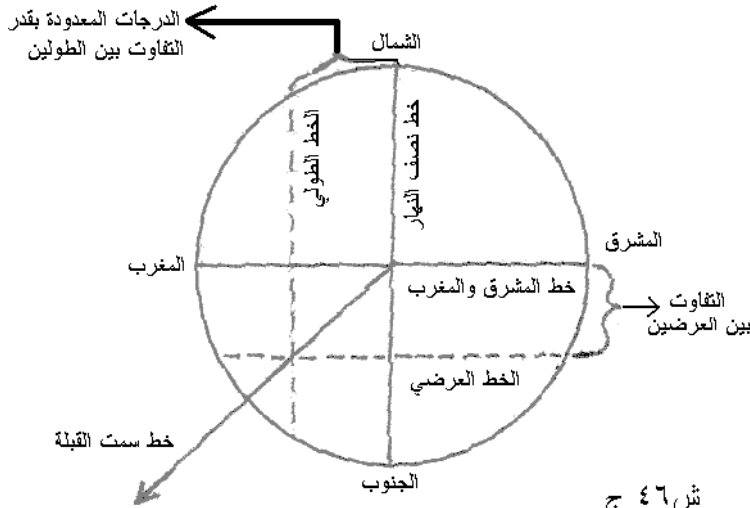 الدرجات المعدودة بقدر
التفاوت بين الطولين
الشمال
خط نصف النهار
الخط الطولي
المشرق
المغرب
خط المشرق والمغرب
التفاوت
بين العرضين
الخط العرضي
خط سمت القبلة
الجنوب
ش٤٦ ج